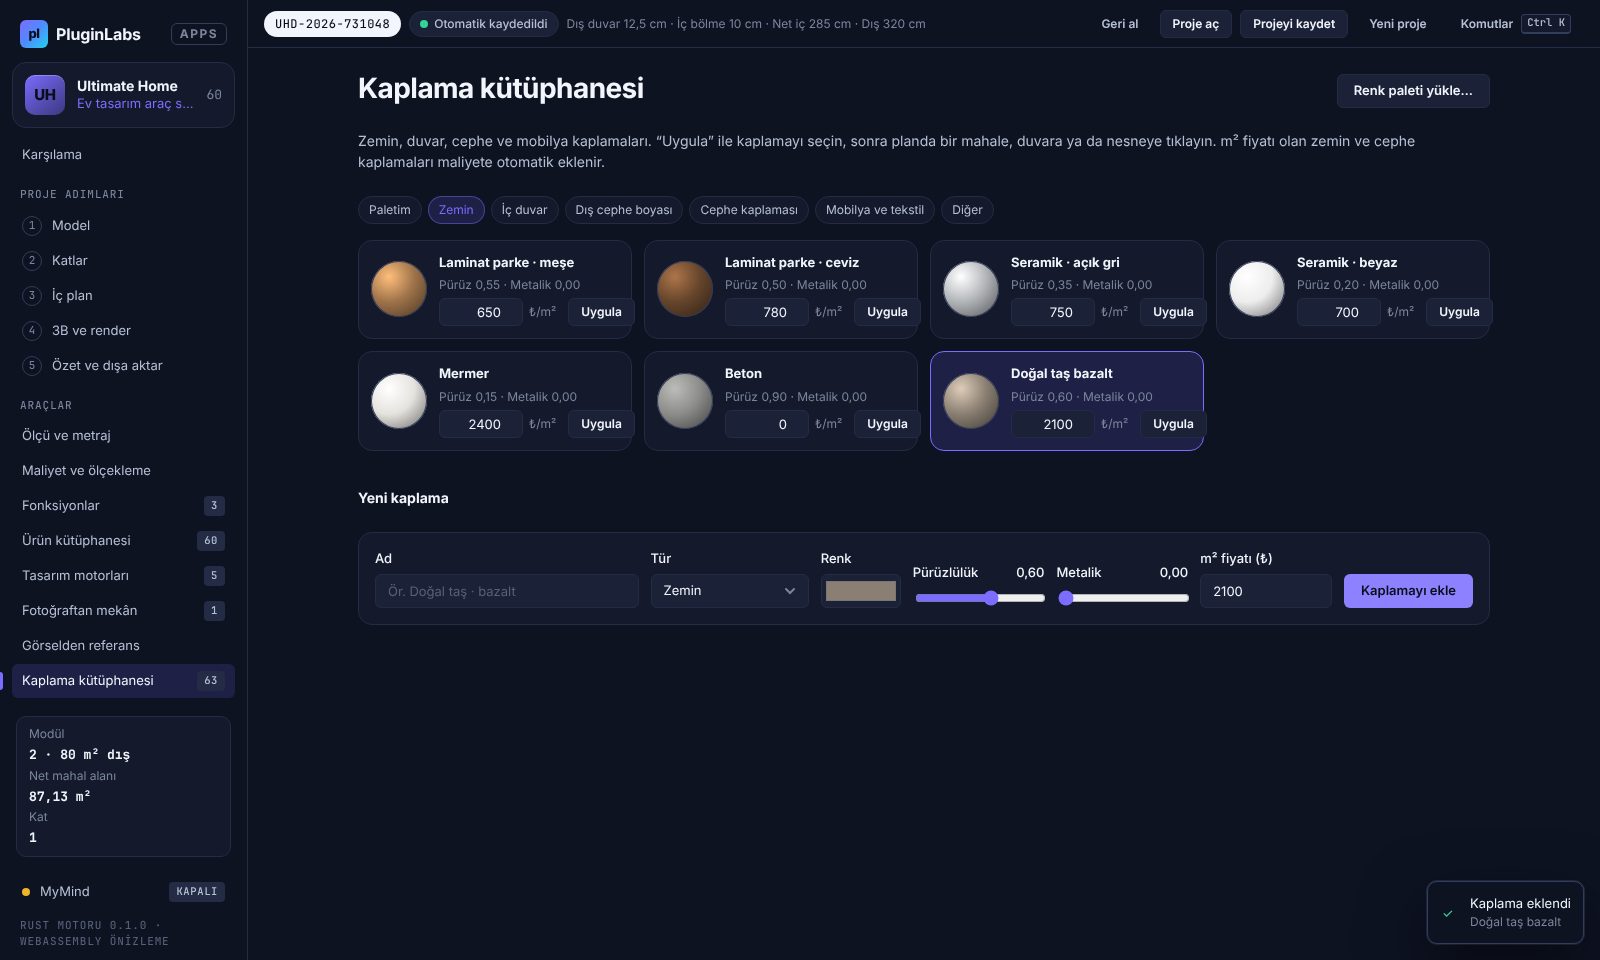 pl PluginLabs APPS
UH Ultimate Home 60
Ev tasarım araç s...
Karşılama
PROJE ADIMLARI
1 Model
2 Katlar
3 İç plan
4 3B ve render
5 Özet ve dışa aktar
ARAÇLAR
Ölçü ve metraj
Maliyet ve ölçekleme
Fonksiyonlar 3
Ürün kütüphanesi 60
Tasarım motorları 5
Fotoğraftan mekân 1
Görselden referans
Kaplama kütüphanesi 63
Modül
2 · 80 m² dış
Net mahal alanı
87,13 m²
Kat
1
MyMind KAPALI
RUST MOTORU 0.1.0 ·
WEBASSEMBLY ÖNİZLEME
UHD-2026-731048 Otomatik kaydedildi Dış duvar 12,5 cm · İç bölme 10 cm · Net iç 285 cm · Dış 320 cm Geri al Proje aç Projeyi kaydet Yeni proje Komutlar Ctrl K
Kaplama kütüphanesi Renk paleti yükle...
Zemin, duvar, cephe ve mobilya kaplamaları. “Uygula” ile kaplamayı seçin, sonra planda bir mahale, duvara ya da nesneye tıklayın. m² fiyatı olan zemin ve cephe
kaplamaları maliyete otomatik eklenir.
Paletim Zemin İç duvar Dış cephe boyası Cephe kaplaması Mobilya ve tekstil Diğer
Laminat parke · meşe
Pürüz 0,55 · Metalik 0,00
650 ₺/m² Uygula
Laminat parke · ceviz
Pürüz 0,50 · Metalik 0,00
780 ₺/m² Uygula
Seramik · açık gri
Pürüz 0,35 · Metalik 0,00
750 ₺/m² Uygula
Seramik · beyaz
Pürüz 0,20 · Metalik 0,00
700 ₺/m² Uygula
Mermer
Pürüz 0,15 · Metalik 0,00
2400 ₺/m² Uygula
Beton
Pürüz 0,90 · Metalik 0,00
0 ₺/m² Uygula
Doğal taş bazalt
Pürüz 0,60 · Metalik 0,00
2100 ₺/m² Uygula
Yeni kaplama
Ad
Ör. Doğal taş · bazalt
Tür
Zemin
Renk
Pürüzlülük 0,60
Metalik 0,00
m² fiyatı (₺)
2100
Kaplamayı ekle
Kaplama eklendi
Doğal taş bazalt